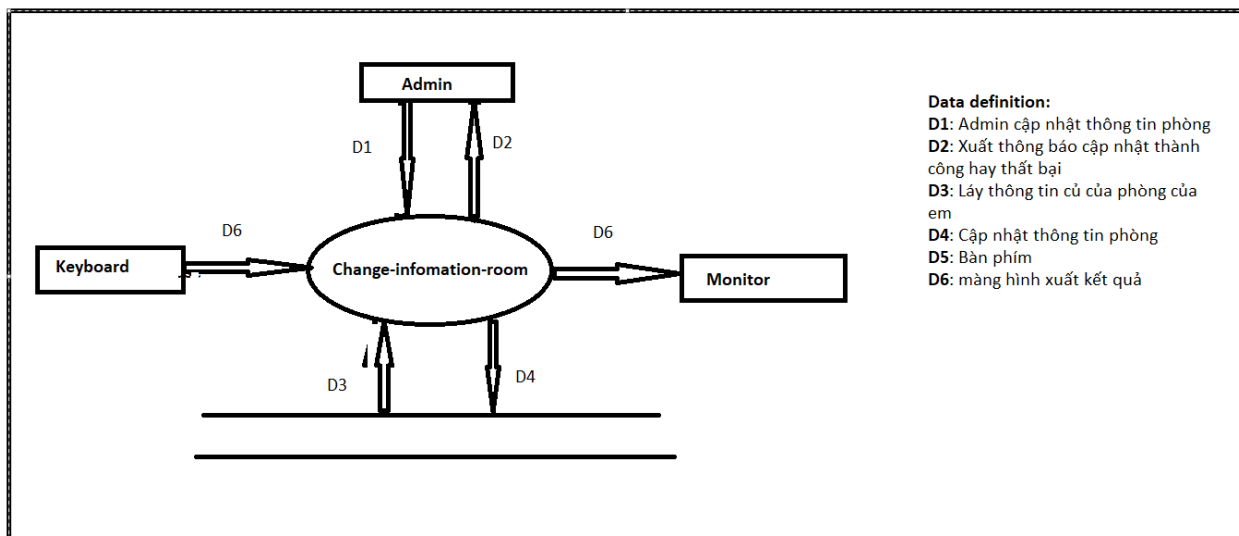 Admin
D1
D2
D6
D6
Keyboard
Change-infomation-room
Monitor
D3
D4
Data definition:
D1: Admin cập nhật thông tin phòng
D2: Xuất thông báo cập nhật thành
công hay thất bại
D3: Láy thông tin củ của phòng của
em
D4: Cập nhật thông tin phòng
D5: Bàn phím
D6: màng hình xuất kết quả